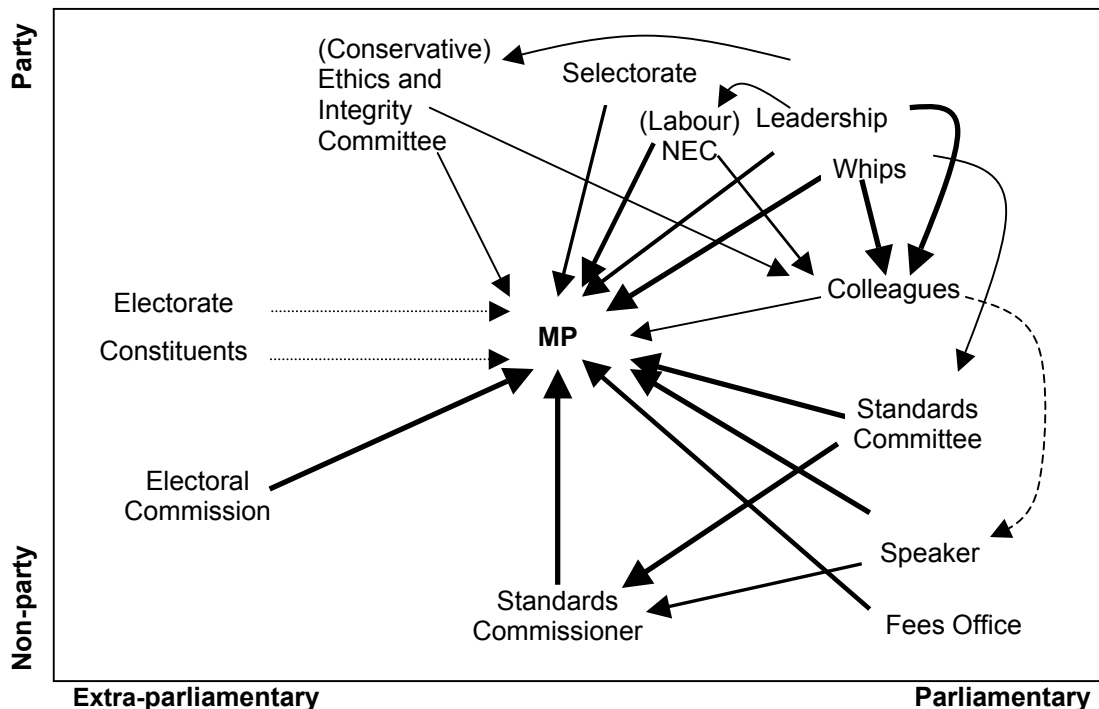 Party
(Conservative)
Ethics and
Integrity
Committee
Selectorate
(Labour)
NEC
Leadership
Whips
Colleagues
Electorate
Constituents
MP
Standards
Committee
Electoral
Commission
Speaker
Standards
Commissioner
Fees Office
Non-party
Extra-parliamentary
Parliamentary